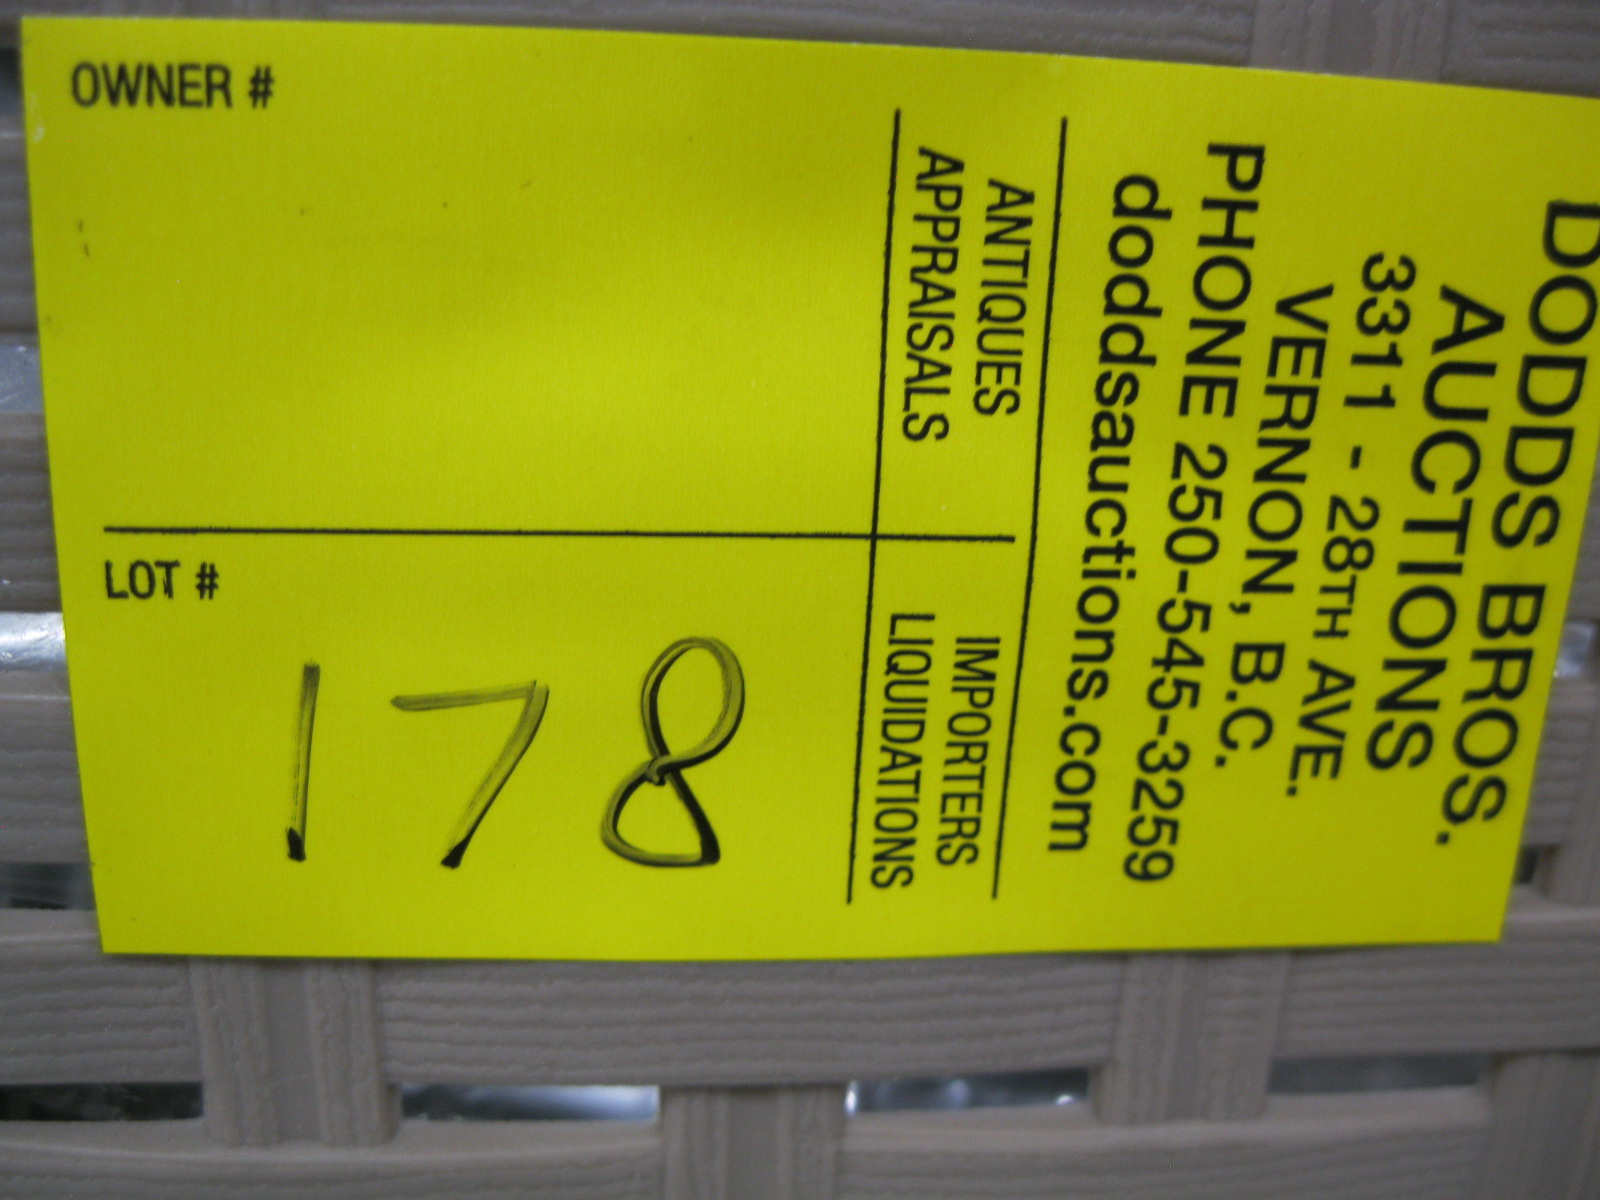 OWNER #
LOT #
178
DODDS BROS.
AUCTIONS
3311 - 28TH AVE.
VERNON, B.C.
PHONE 250-545-3259
doddsauctions.com
ANTIQUES
APPRAISALS
IMPORTERS
LIQUIDATIONS